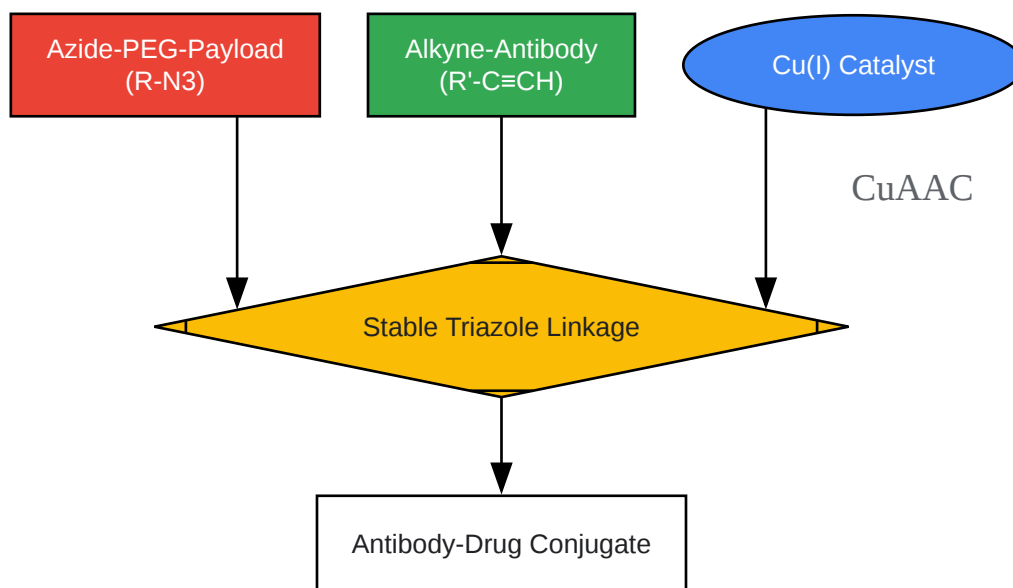 Azide-PEG-Payload
(R-N3)
Alkyne-Antibody
(R'-C≡CH)
Cu(I) Catalyst
CuAAC
Stable Triazole Linkage
Antibody-Drug Conjugate